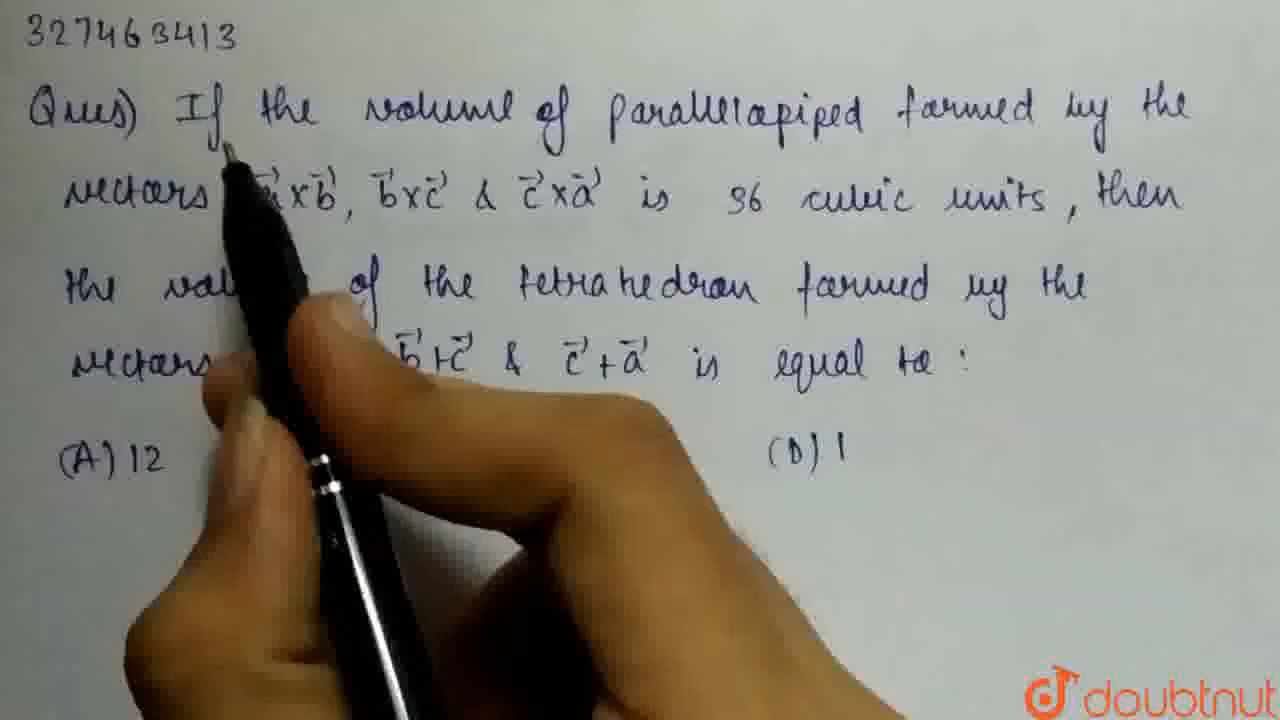 327463413
Ques) If the volume of parallelapiped formed by the
vectors a⃗×b⃗, b⃗×c⃗ & c⃗×a⃗ is 36 cubic units, then
the of the tetrahedron formed by the
vectors b⃗+c⃗ & c⃗+a⃗ is equal to :
(A) 12 (D) 1
doubtnut